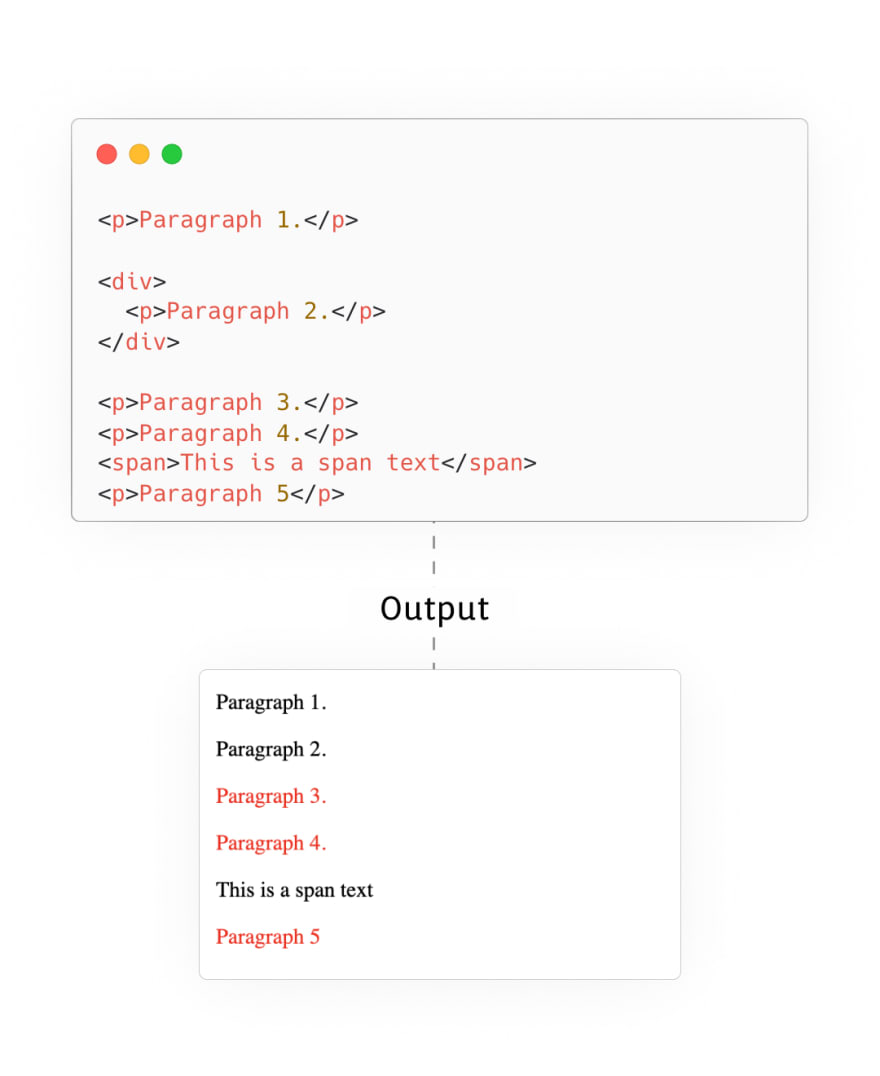 <p>Paragraph 1.</p>
<div>
<p>Paragraph 2.</p>
</div>
<p>Paragraph 3.</p>
<p>Paragraph 4.</p>
<span>This is a span text</span>
<p>Paragraph 5</p>
Output
Paragraph 1.
Paragraph 2.
Paragraph 3.
Paragraph 4.
This is a span text
Paragraph 5